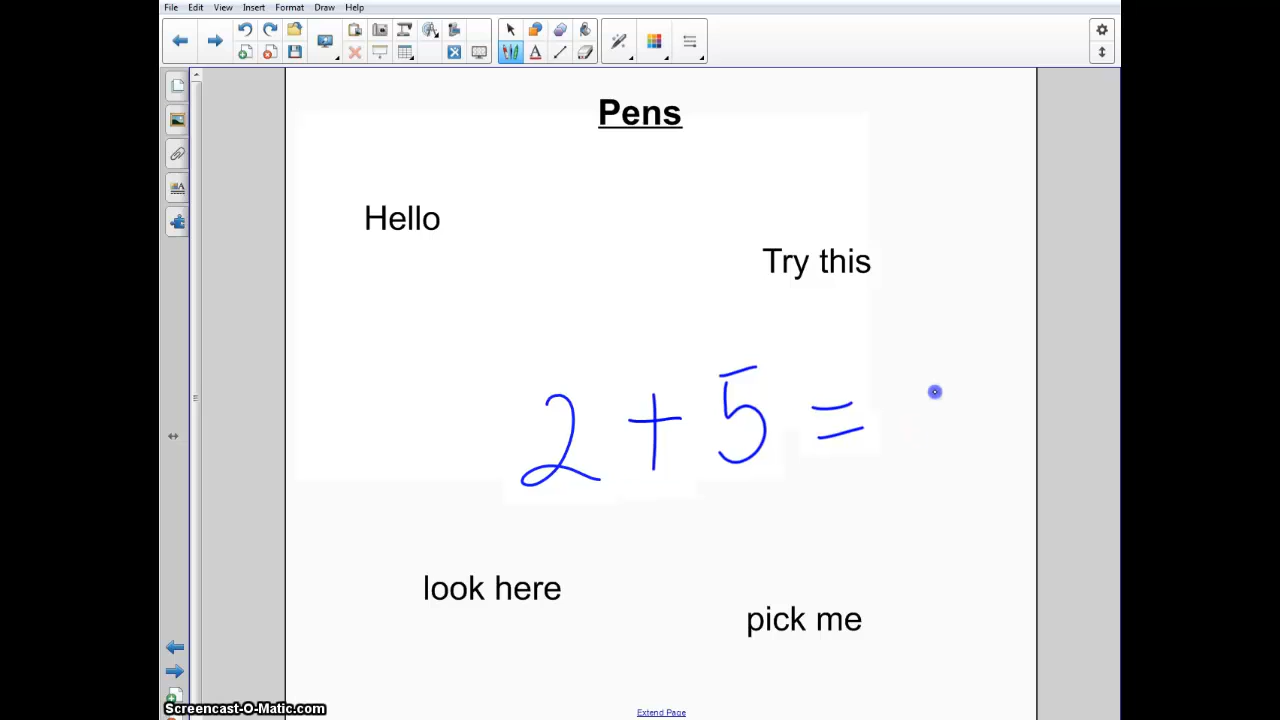 File Edit View Insert Format Draw Help
Pens
Hello
Try this
2 + 5 =
look here
pick me
Extend Page
Screencast-O-Matic.com